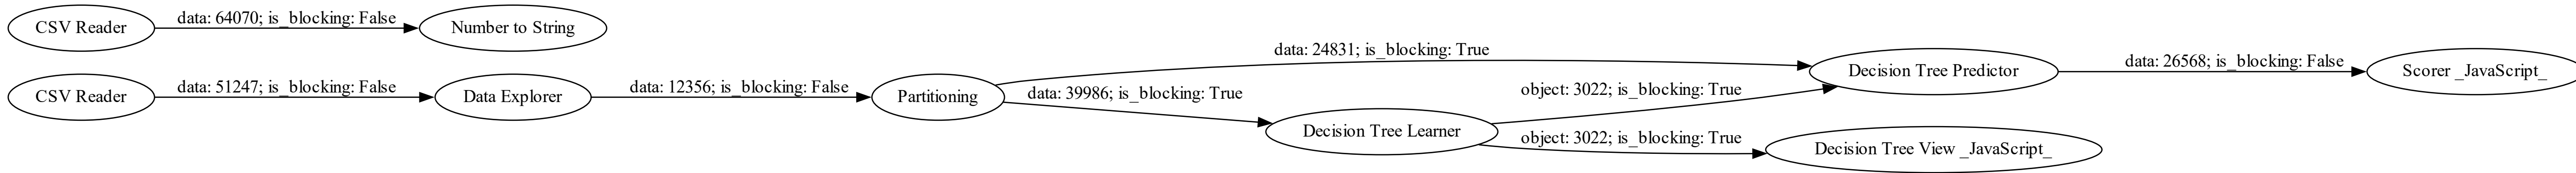 CSV Reader
data: 64070; is_blocking: False
Number to String
CSV Reader
data: 51247; is_blocking: False
Data Explorer
data: 12356; is_blocking: False
Partitioning
data: 24831; is_blocking: True
data: 39986; is_blocking: True
Decision Tree Learner
object: 3022; is_blocking: True
object: 3022; is_blocking: True
Decision Tree Predictor
Decision Tree View _JavaScript_
data: 26568; is_blocking: False
Scorer _JavaScript_